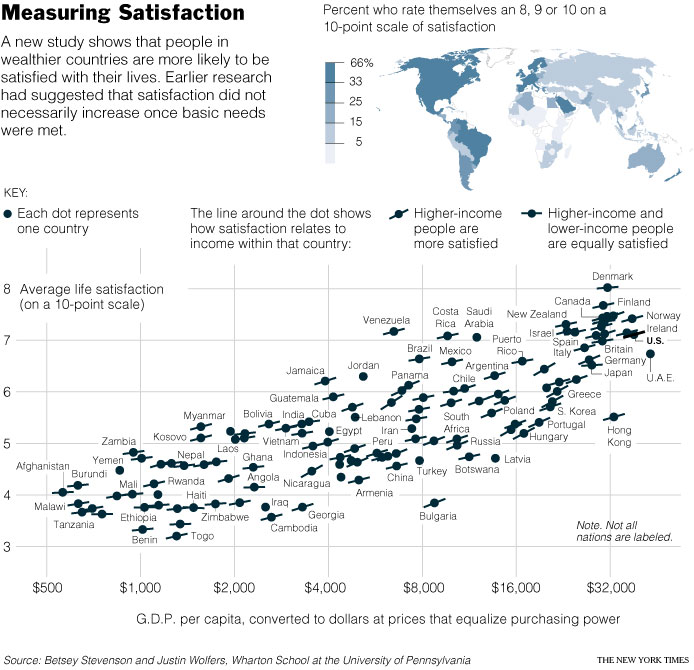 Measuring Satisfaction
A new study shows that people in
wealthier countries are more likely to be
satisfied with their lives. Earlier research
had suggested that satisfaction did not
necessarily increase once basic needs
were met.
Percent who rate themselves an 8, 9 or 10 on a
10-point scale of satisfaction
66%
33
25
15
5
KEY:
Each dot represents
one country
The line around the dot shows
how satisfaction relates to
income within that country:
Higher-income
people are
more satisfied
Higher-income and
lower-income people
are equally satisfied
Average life satisfaction
(on a 10-point scale)
8
7
6
5
4
3
Denmark
Canada
Finland
New Zealand
Norway
Israel
Ireland
U.S.
Spain
Italy
Britain
Germany
Japan
U.A.E.
Venezuela
Costa
Rica
Saudi
Arabia
Puerto
Rico
Brazil
Mexico
Argentina
Jamaica
Jordan
Panama
Chile
Greece
Guatemala
S. Korea
Myanmar
Bolivia
India
Cuba
Lebanon
South
Africa
Poland
Portugal
Hong
Kong
Kosovo
Laos
Vietnam
Egypt
Iran
Russia
Hungary
Zambia
Yemen
Nepal
Ghana
Indonesia
Peru
Latvia
Afghanistan
Burundi
Rwanda
Angola
Nicaragua
China
Turkey
Botswana
Mali
Armenia
Malawi
Haiti
Iraq
Bulgaria
Tanzania
Ethiopia
Zimbabwe
Georgia
Cambodia
Benin
Togo
Note. Not all
nations are labeled.
$500
$1,000
$2,000
$4,000
$8,000
$16,000
$32,000
G.D.P. per capita, converted to dollars at prices that equalize purchasing power
Source: Betsey Stevenson and Justin Wolfers, Wharton School at the University of Pennsylvania
THE NEW YORK TIMES